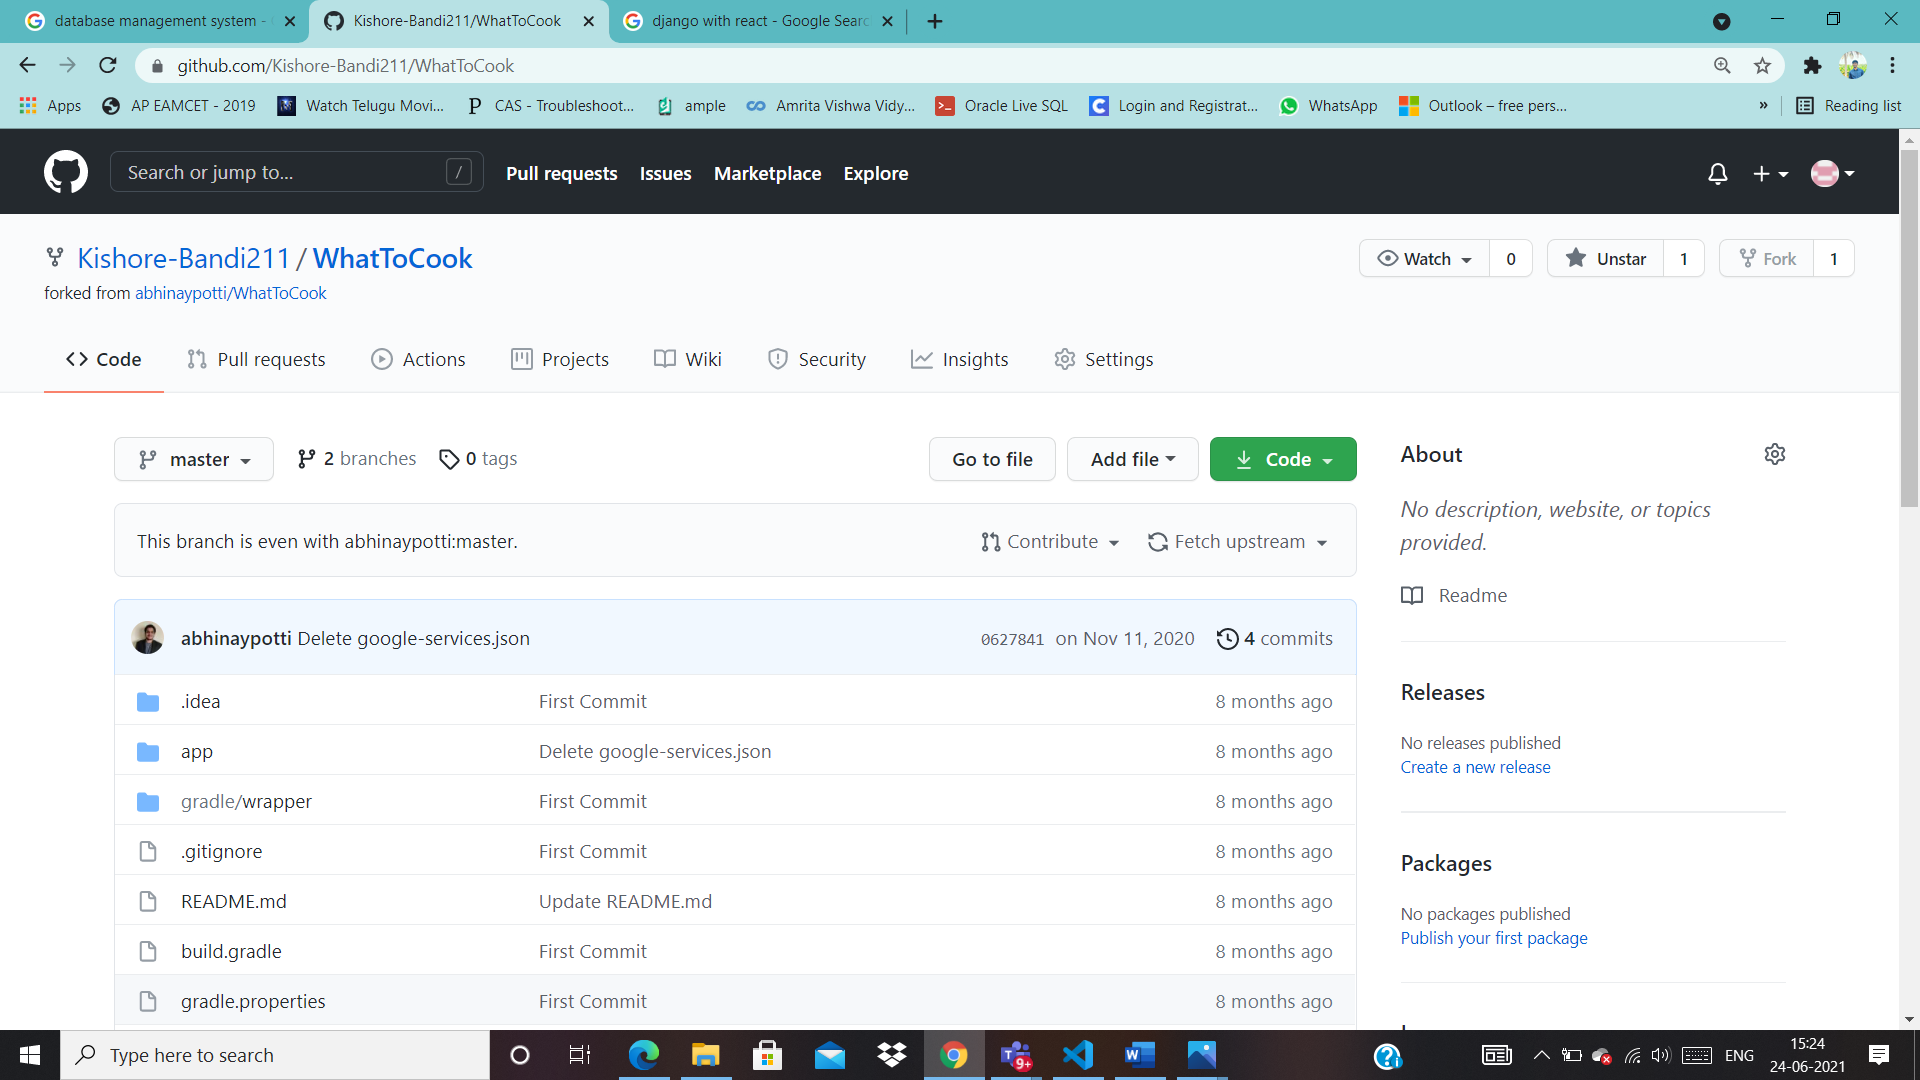 database management system -
Kishore-Bandi211/WhatToCook
django with react - Google Searc
github.com/Kishore-Bandi211/WhatToCook
Apps
AP EAMCET - 2019
Watch Telugu Movi...
CAS - Troubleshoot...
ample
Amrita Vishwa Vidy...
Oracle Live SQL
Login and Registrat...
WhatsApp
Outlook – free pers...
»
Reading list
Search or jump to...
/
Pull requests
Issues
Marketplace
Explore
Kishore-Bandi211 / WhatToCook
forked from abhinaypotti/WhatToCook
Watch
0
Unstar
1
Fork
1
Code
Pull requests
Actions
Projects
Wiki
Security
Insights
Settings
master
2 branches
0 tags
Go to file
Add file
Code
This branch is even with abhinaypotti:master.
Contribute
Fetch upstream
abhinaypotti Delete google-services.json
0627841 on Nov 11, 2020
4 commits
.idea First Commit 8 months ago
app Delete google-services.json 8 months ago
gradle/wrapper First Commit 8 months ago
.gitignore First Commit 8 months ago
README.md Update README.md 8 months ago
build.gradle First Commit 8 months ago
gradle.properties First Commit 8 months ago
About
No description, website, or topics
provided.
Readme
Releases
No releases published
Create a new release
Packages
No packages published
Publish your first package
Type here to search
9+
ENG
15:24
24-06-2021